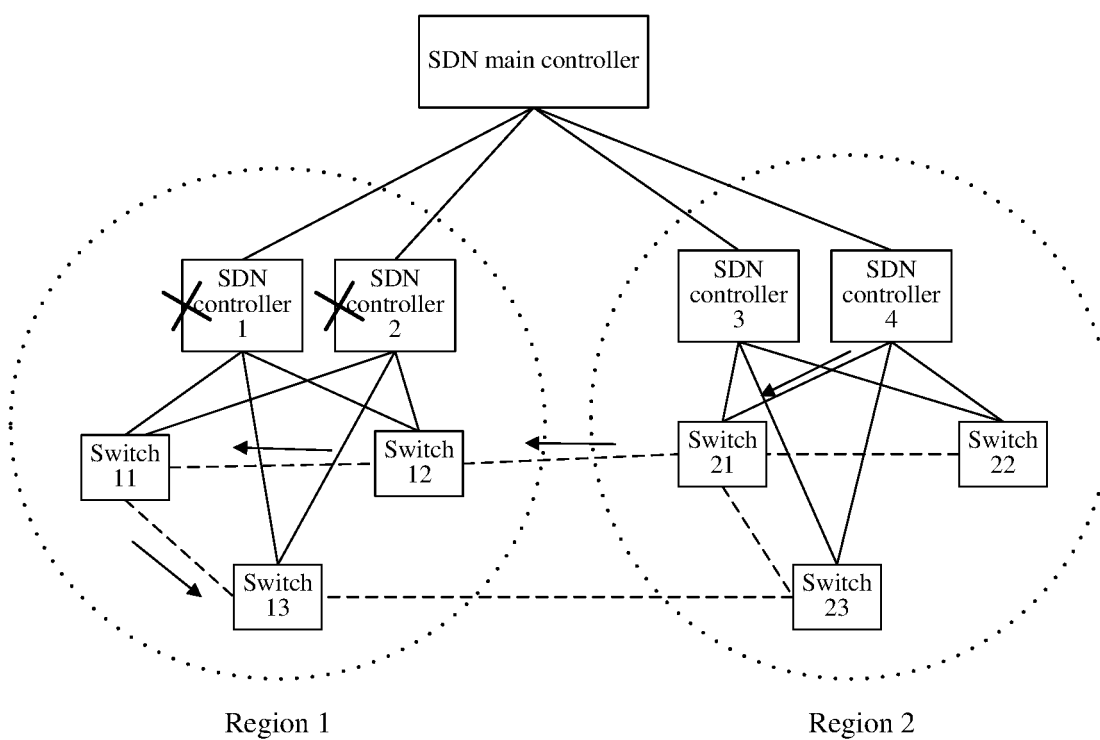 SDN main controller
SDN
controller
1
SDN
controller
2
SDN
controller
3
SDN
controller
4
Switch
11
Switch
12
Switch
21
Switch
22
Switch
13
Switch
23
Region 1
Region 2